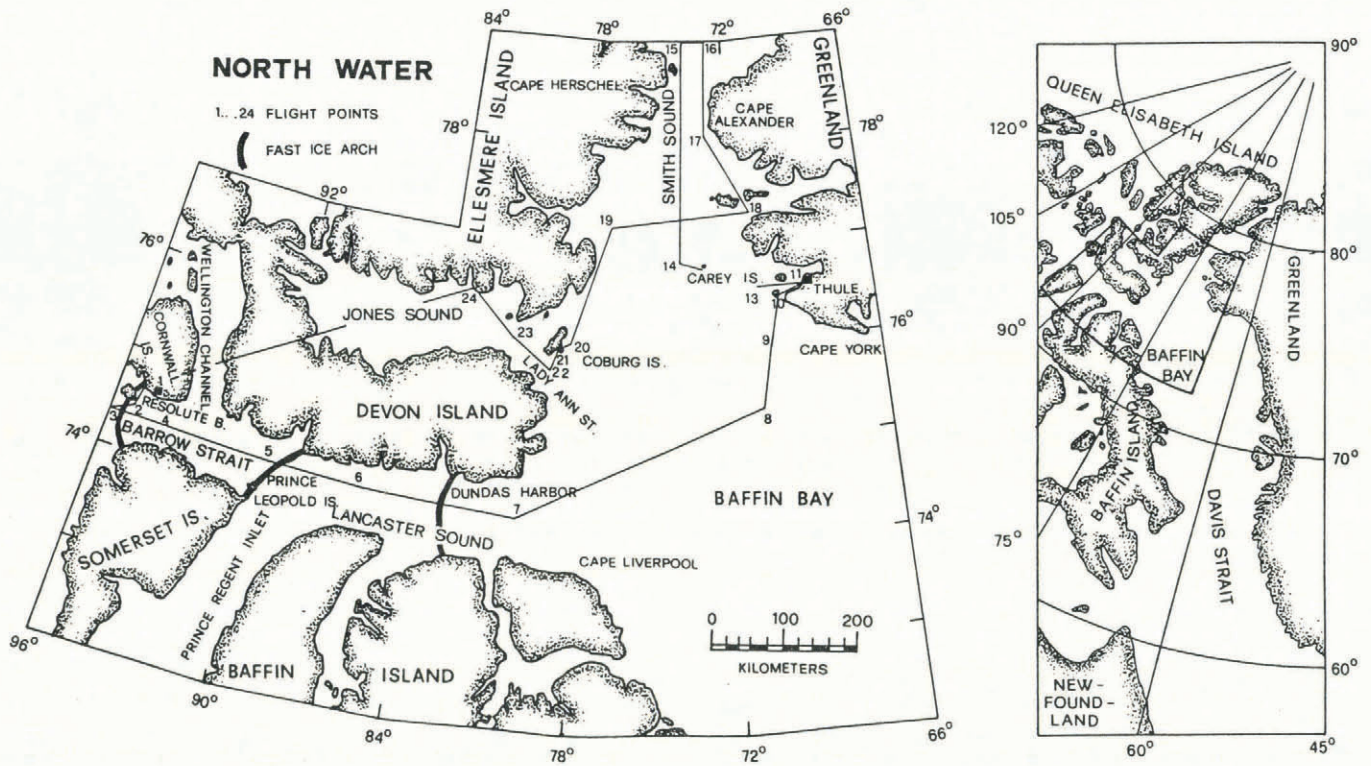 NORTH WATER
1....24 FLIGHT POINTS
FAST ICE ARCH
84°
78°
72°
66°
15
16
CAPE HERSCHEL
ELLESMERE ISLAND
GREENLAND
CAPE
ALEXANDER
78°
78°
SMITH SOUND
17
92°
18
19
76°
WELLINGTON CHANNEL
CORNWALL
IS.
14
CAREY IS.
11
THULE
13
10
24
JONES SOUND
76°
23
9
20
21
22
COBURG IS.
CAPE YORK
LADY ANN ST.
1
DEVON ISLAND
8
RESOLUTE B.
3
2
4
74°
BARROW STRAIT
5
6
PRINCE
LEOPOLD IS.
DUNDAS HARBOR
7
BAFFIN BAY
74°
LANCASTER SOUND
SOMERSET IS
PRINCE REGENT INLET
CAPE LIVERPOOL
0 100 200
KILOMETERS
96°
BAFFIN
ISLAND
90°
84°
78°
72°
66°
90°
QUEEN ELISABETH ISLAND
120°
105°
80°
GREENLAND
90°
BAFFIN
BAY
BAFFIN ISLAND
70°
DAVIS STRAIT
75°
60°
NEW-
FOUND-
LAND
60°
45°